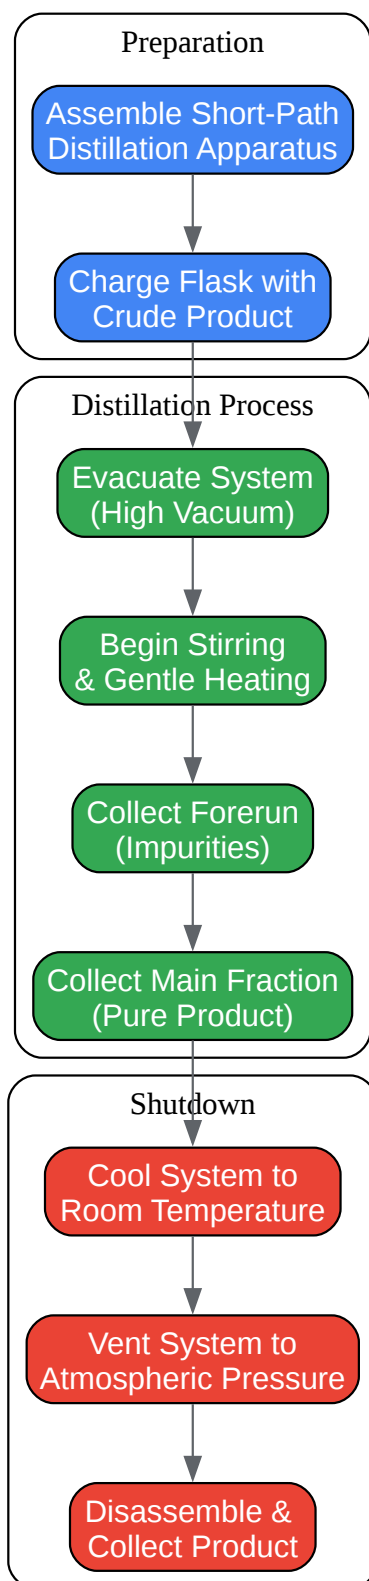 Preparation
Assemble Short-Path
Distillation Apparatus
Charge Flask with
Crude Product
Distillation Process
Evacuate System
(High Vacuum)
Begin Stirring
& Gentle Heating
Collect Forerun
(Impurities)
Collect Main Fraction
(Pure Product)
Shutdown
Cool System to
Room Temperature
Vent System to
Atmospheric Pressure
Disassemble &
Collect Product